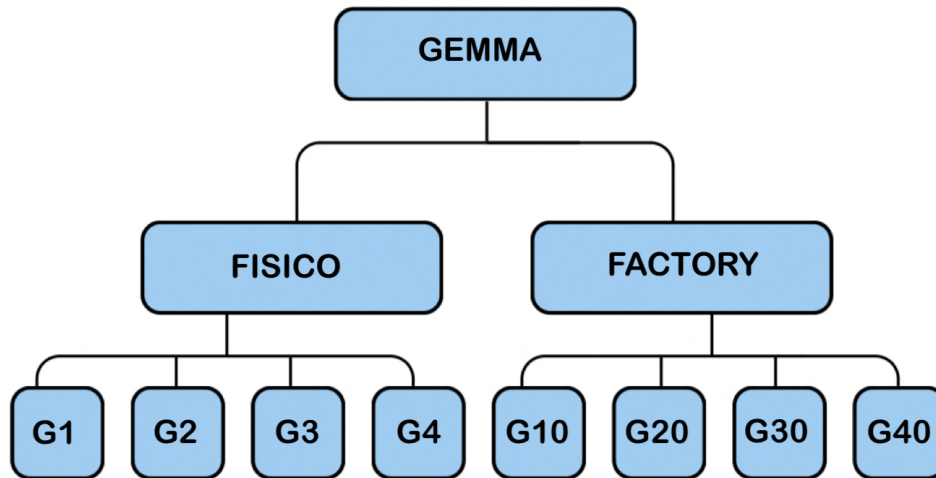 GEMMA
FISICO
FACTORY
G1
G2
G3
G4
G10
G20
G30
G40